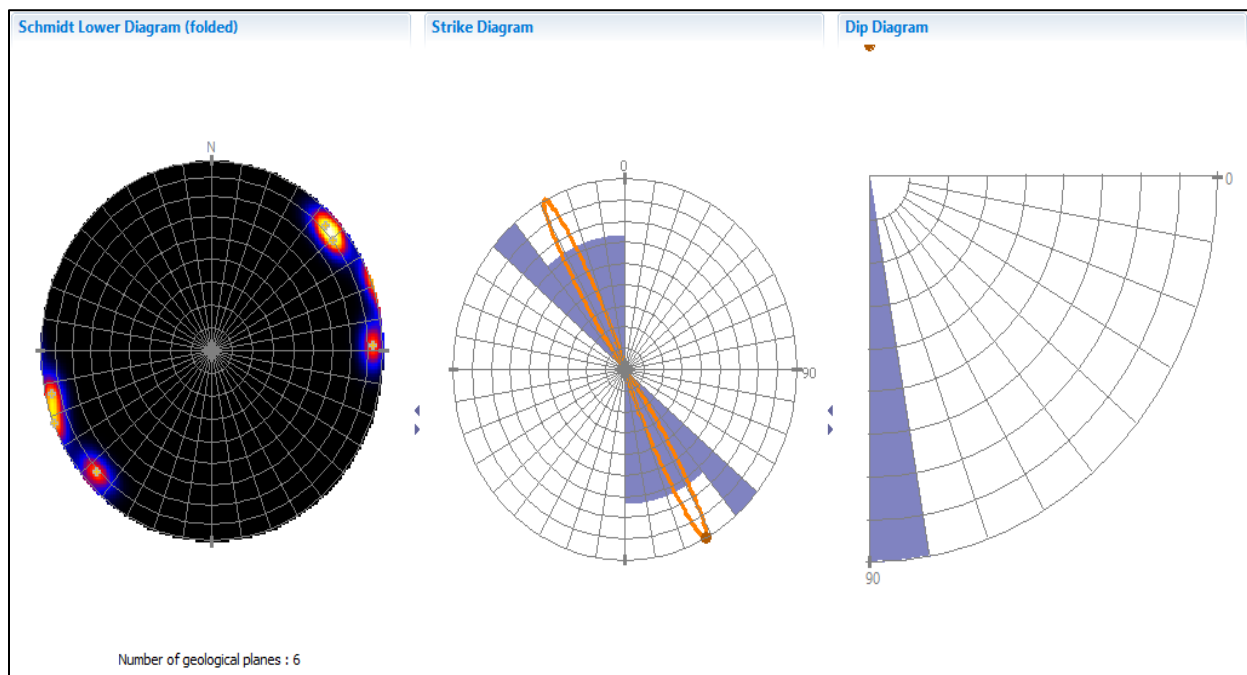 Schmidt Lower Diagram (folded)
Strike Diagram
Dip Diagram
N
0
90
0
90
Number of geological planes : 6